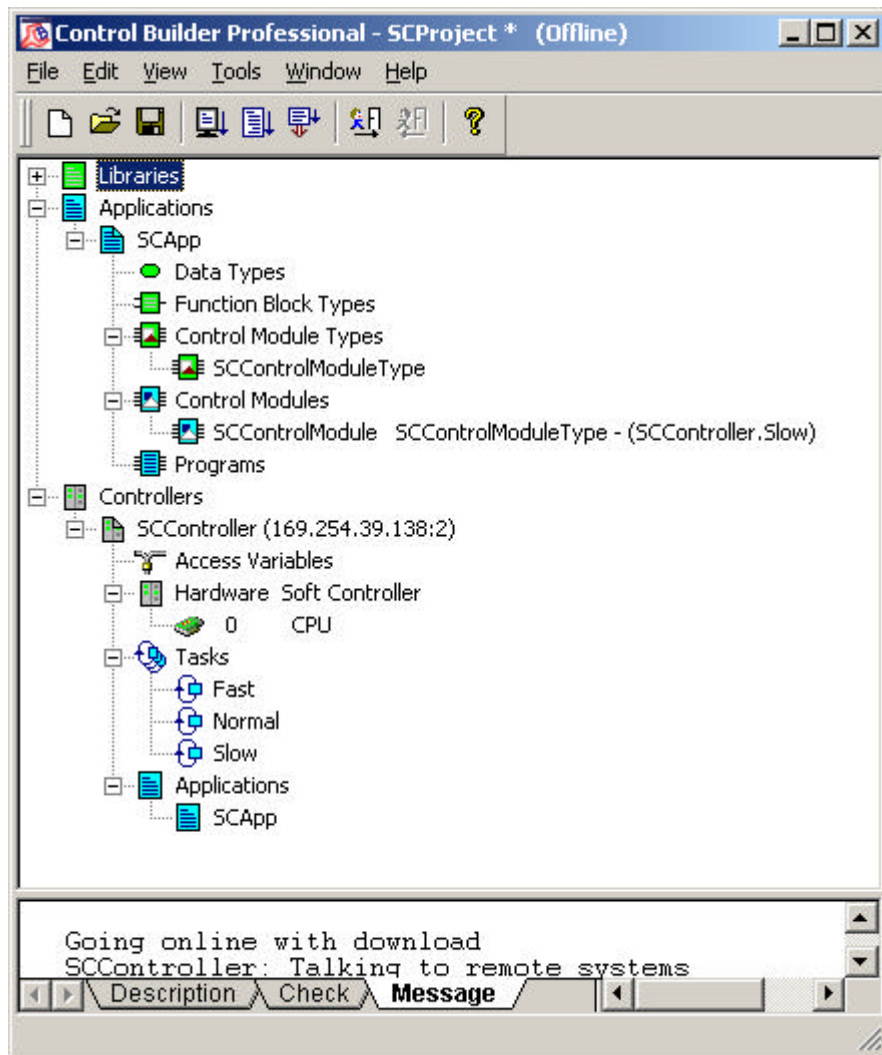 Control Builder Professional - SCProject * (Offline)
File Edit View Tools Window Help
Libraries
Applications
SCApp
Data Types
Function Block Types
Control Module Types
SCControlModuleType
Control Modules
SCControlModule SCControlModuleType - (SCController.Slow)
Programs
Controllers
SCController (169.254.39.138:2)
Access Variables
Hardware Soft Controller
0 CPU
Tasks
Fast
Normal
Slow
Applications
SCApp
Going online with download
SCController: Talking to remote systems
Description Check Message